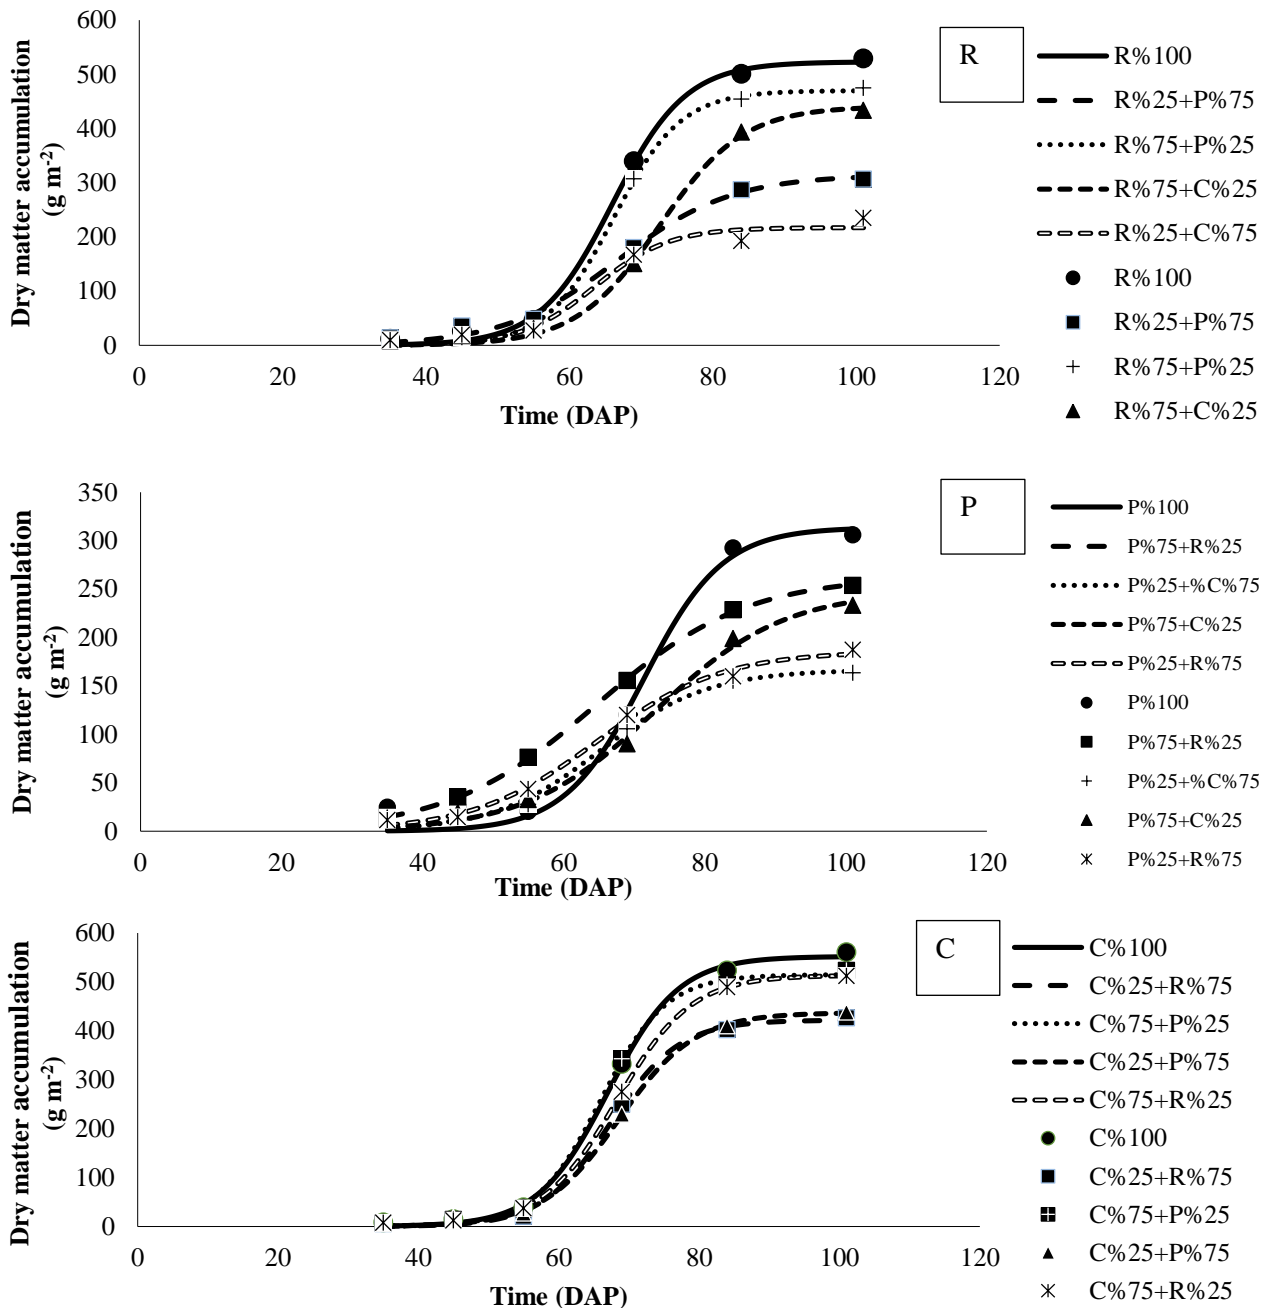 Dry matter accumulation
(g m-2)
600
500
400
300
200
100
0
0 20 40 60 80 100 120
Time (DAP)
R
R%100
R%25+P%75
R%75+P%25
R%75+C%25
R%25+C%75
R%100
R%25+P%75
R%75+P%25
R%75+C%25
Dry matter accumulation
(g m-2)
350
300
250
200
150
100
50
0
0 20 40 60 80 100 120
Time (DAP)
P
P%100
P%75+R%25
P%25+%C%75
P%75+C%25
P%25+R%75
P%100
P%75+R%25
P%25+%C%75
P%75+C%25
P%25+R%75
Dry matter accumulation
(g m-2)
600
500
400
300
200
100
0
0 20 40 60 80 100 120
Time (DAP)
C
C%100
C%25+R%75
C%75+P%25
C%25+P%75
C%75+R%25
C%100
C%25+R%75
C%75+P%25
C%25+P%75
C%75+R%25